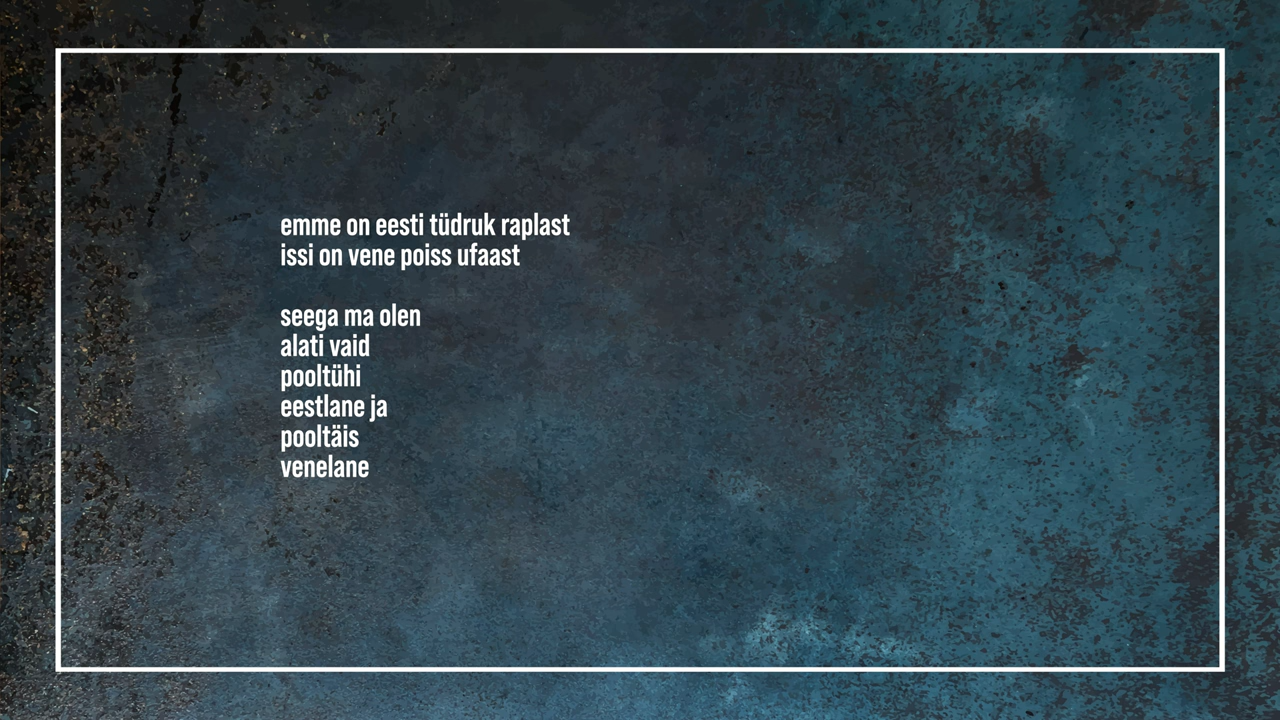 emme on eesti tüdruk raplast
issi on vene poiss ufaast
seega ma olen
alati vaid
pooltühi
eestlane ja
pooltäis
venelane